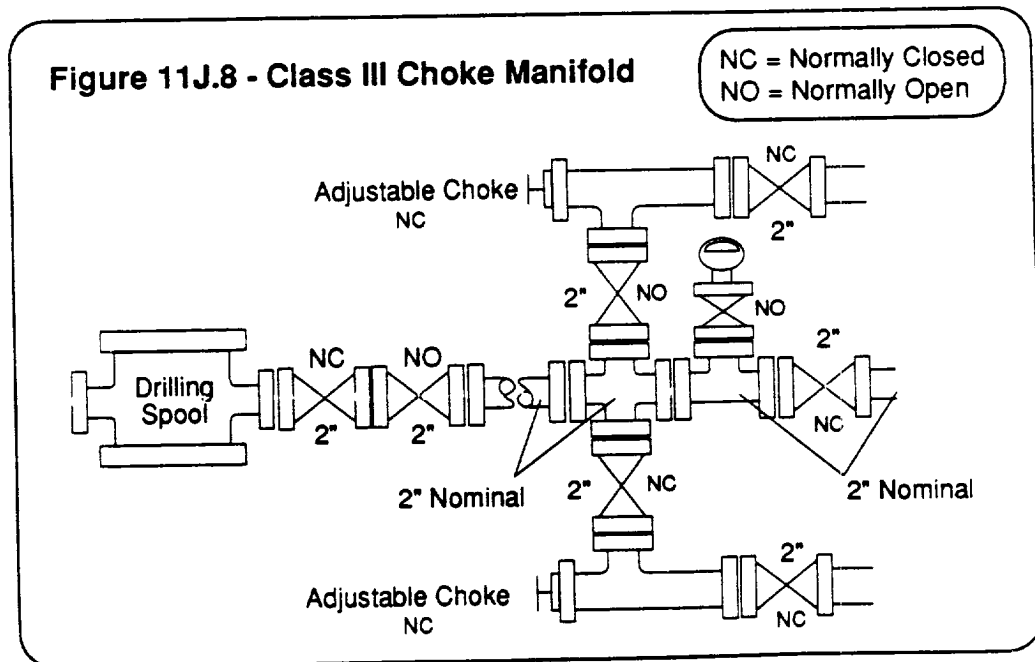 Figure 11J.8 - Class III Choke Manifold
NC = Normally Closed
NO = Normally Open
Adjustable Choke
NC
NC
2"
2"
NO
NO
Drilling
Spool
NC
NO
2"
2"
2"
NC
2" Nominal
2"
NC
2" Nominal
Adjustable Choke
NC
2"
NC